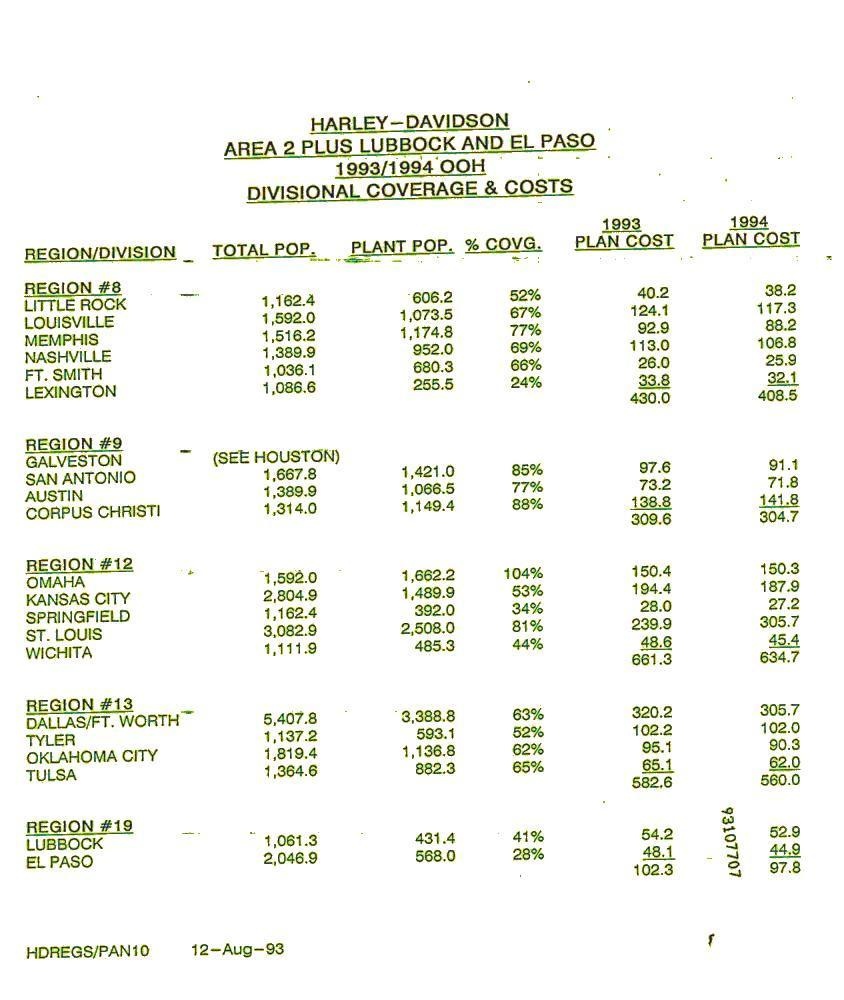 HARLEY–DAVIDSON
AREA 2 PLUS LUBBOCK AND EL PASO
1993/1994 OOH
DIVISIONAL COVERAGE & COSTS
1993 1994
REGION/DIVISION TOTAL POP. PLANT POP. % COVG. PLAN COST PLAN COST
REGION #8
LITTLE ROCK 1,162.4 606.2 52% 40.2 38.2
LOUISVILLE 1,592.0 1,073.5 67% 124.1 117.3
MEMPHIS 1,516.2 1,174.8 77% 92.9 88.2
NASHVILLE 1,389.9 952.0 69% 113.0 106.8
FT. SMITH 1,036.1 680.3 66% 26.0 25.9
LEXINGTON 1,086.6 255.5 24% 33.8 32.1
430.0 408.5
REGION #9
GALVESTON (SEE HOUSTON)
SAN ANTONIO 1,667.8 1,421.0 85% 97.6 91.1
AUSTIN 1,389.9 1,066.5 77% 73.2 71.8
CORPUS CHRISTI 1,314.0 1,149.4 88% 138.8 141.8
309.6 304.7
REGION #12
OMAHA 1,592.0 1,662.2 104% 150.4 150.3
KANSAS CITY 2,804.9 1,489.9 53% 194.4 187.9
SPRINGFIELD 1,162.4 392.0 34% 28.0 27.2
ST. LOUIS 3,082.9 2,508.0 81% 239.9 305.7
WICHITA 1,111.9 485.3 44% 48.6 45.4
661.3 634.7
REGION #13
DALLAS/FT. WORTH 5,407.8 3,388.8 63% 320.2 305.7
TYLER 1,137.2 593.1 52% 102.2 102.0
OKLAHOMA CITY 1,819.4 1,136.8 62% 95.1 90.3
TULSA 1,364.6 882.3 65% 65.1 62.0
582.6 560.0
REGION #19
LUBBOCK 1,061.3 431.4 41% 54.2 52.9
EL PASO 2,046.9 568.0 28% 48.1 44.9
102.3 97.8
93107707
HDREGS/PAN10 12–Aug–93